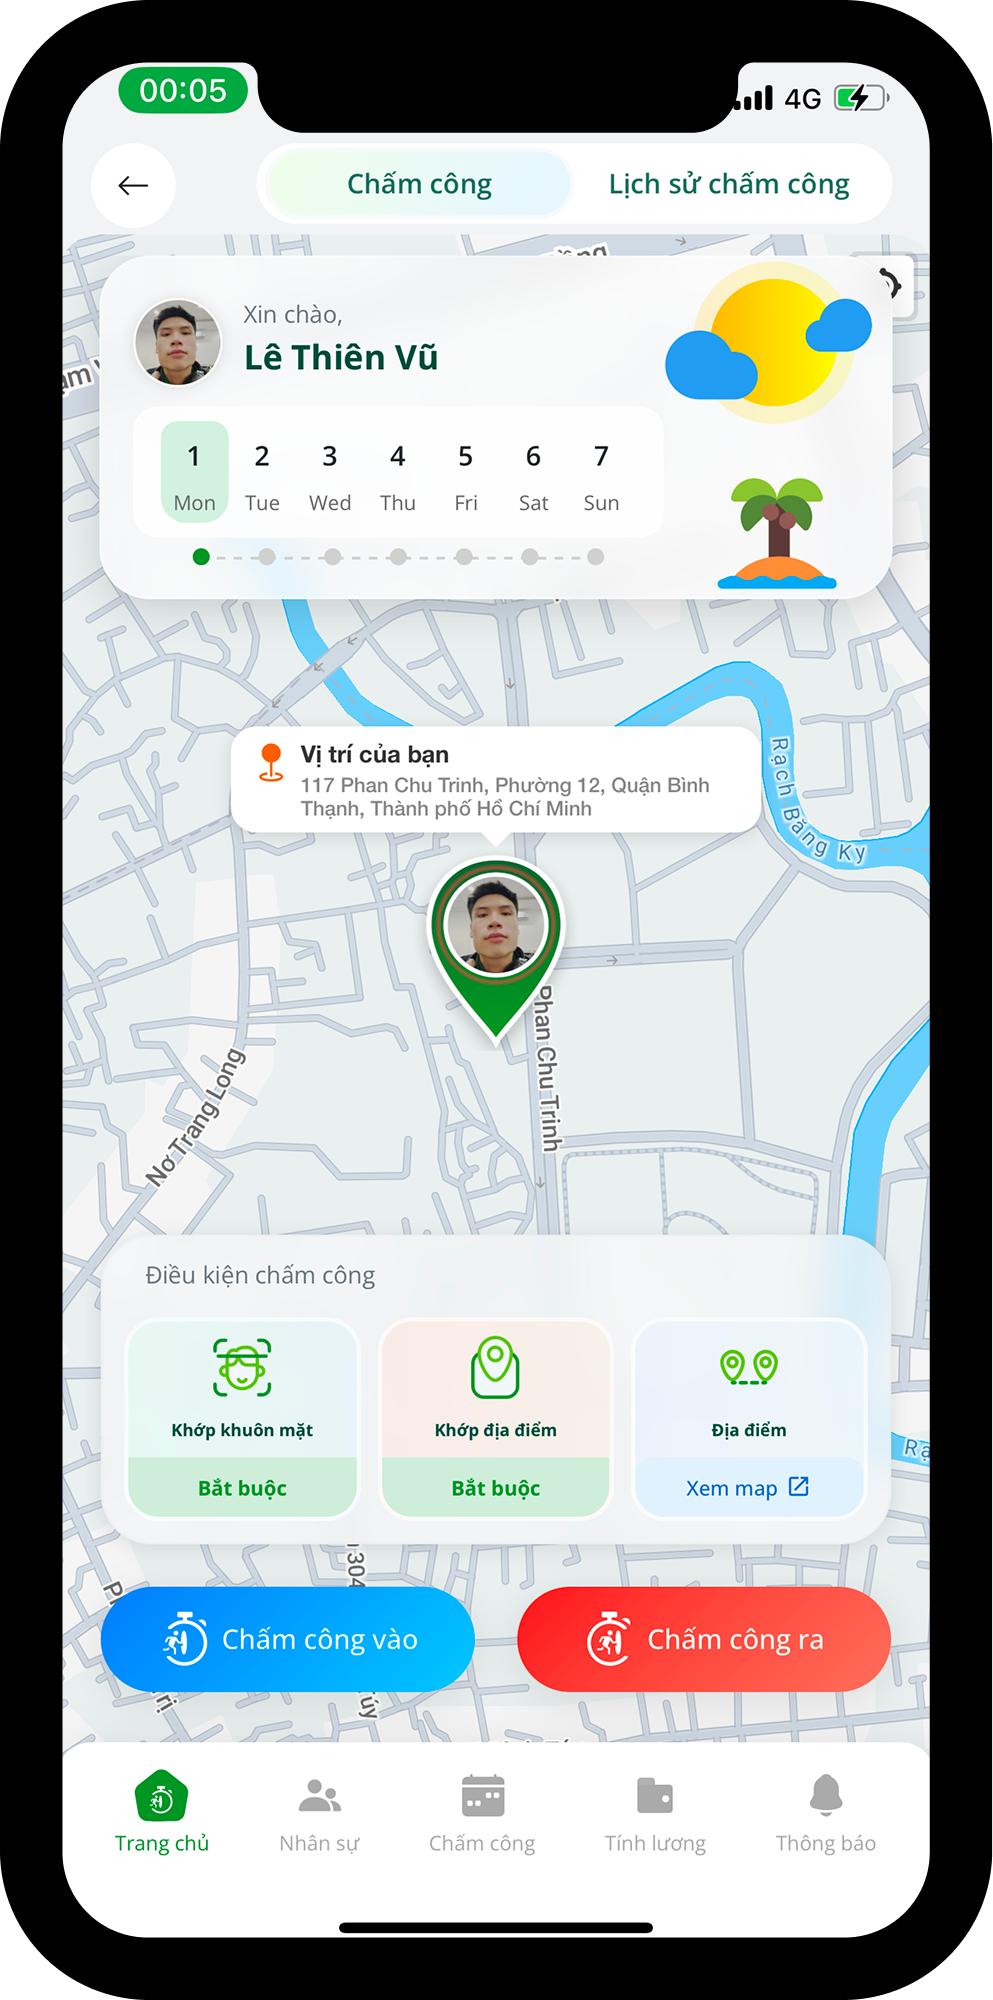 00:05
4G
Chấm công
Lịch sử chấm công
Xin chào,
Lê Thiên Vũ
1 2 3 4 5 6 7
Mon Tue Wed Thu Fri Sat Sun
Vị trí của bạn
117 Phan Chu Trinh, Phường 12, Quận Bình
Thạnh, Thành phố Hồ Chí Minh
Rạch Băng Ky
Phan Chu Trinh
Nơ Trang Long
Điều kiện chấm công
Khớp khuôn mặt
Khớp địa điểm
Địa điểm
Bắt buộc
Bắt buộc
Xem map
304
Chấm công vào
Chấm công ra
Trang chủ
Nhân sự
Chấm công
Tính lương
Thông báo